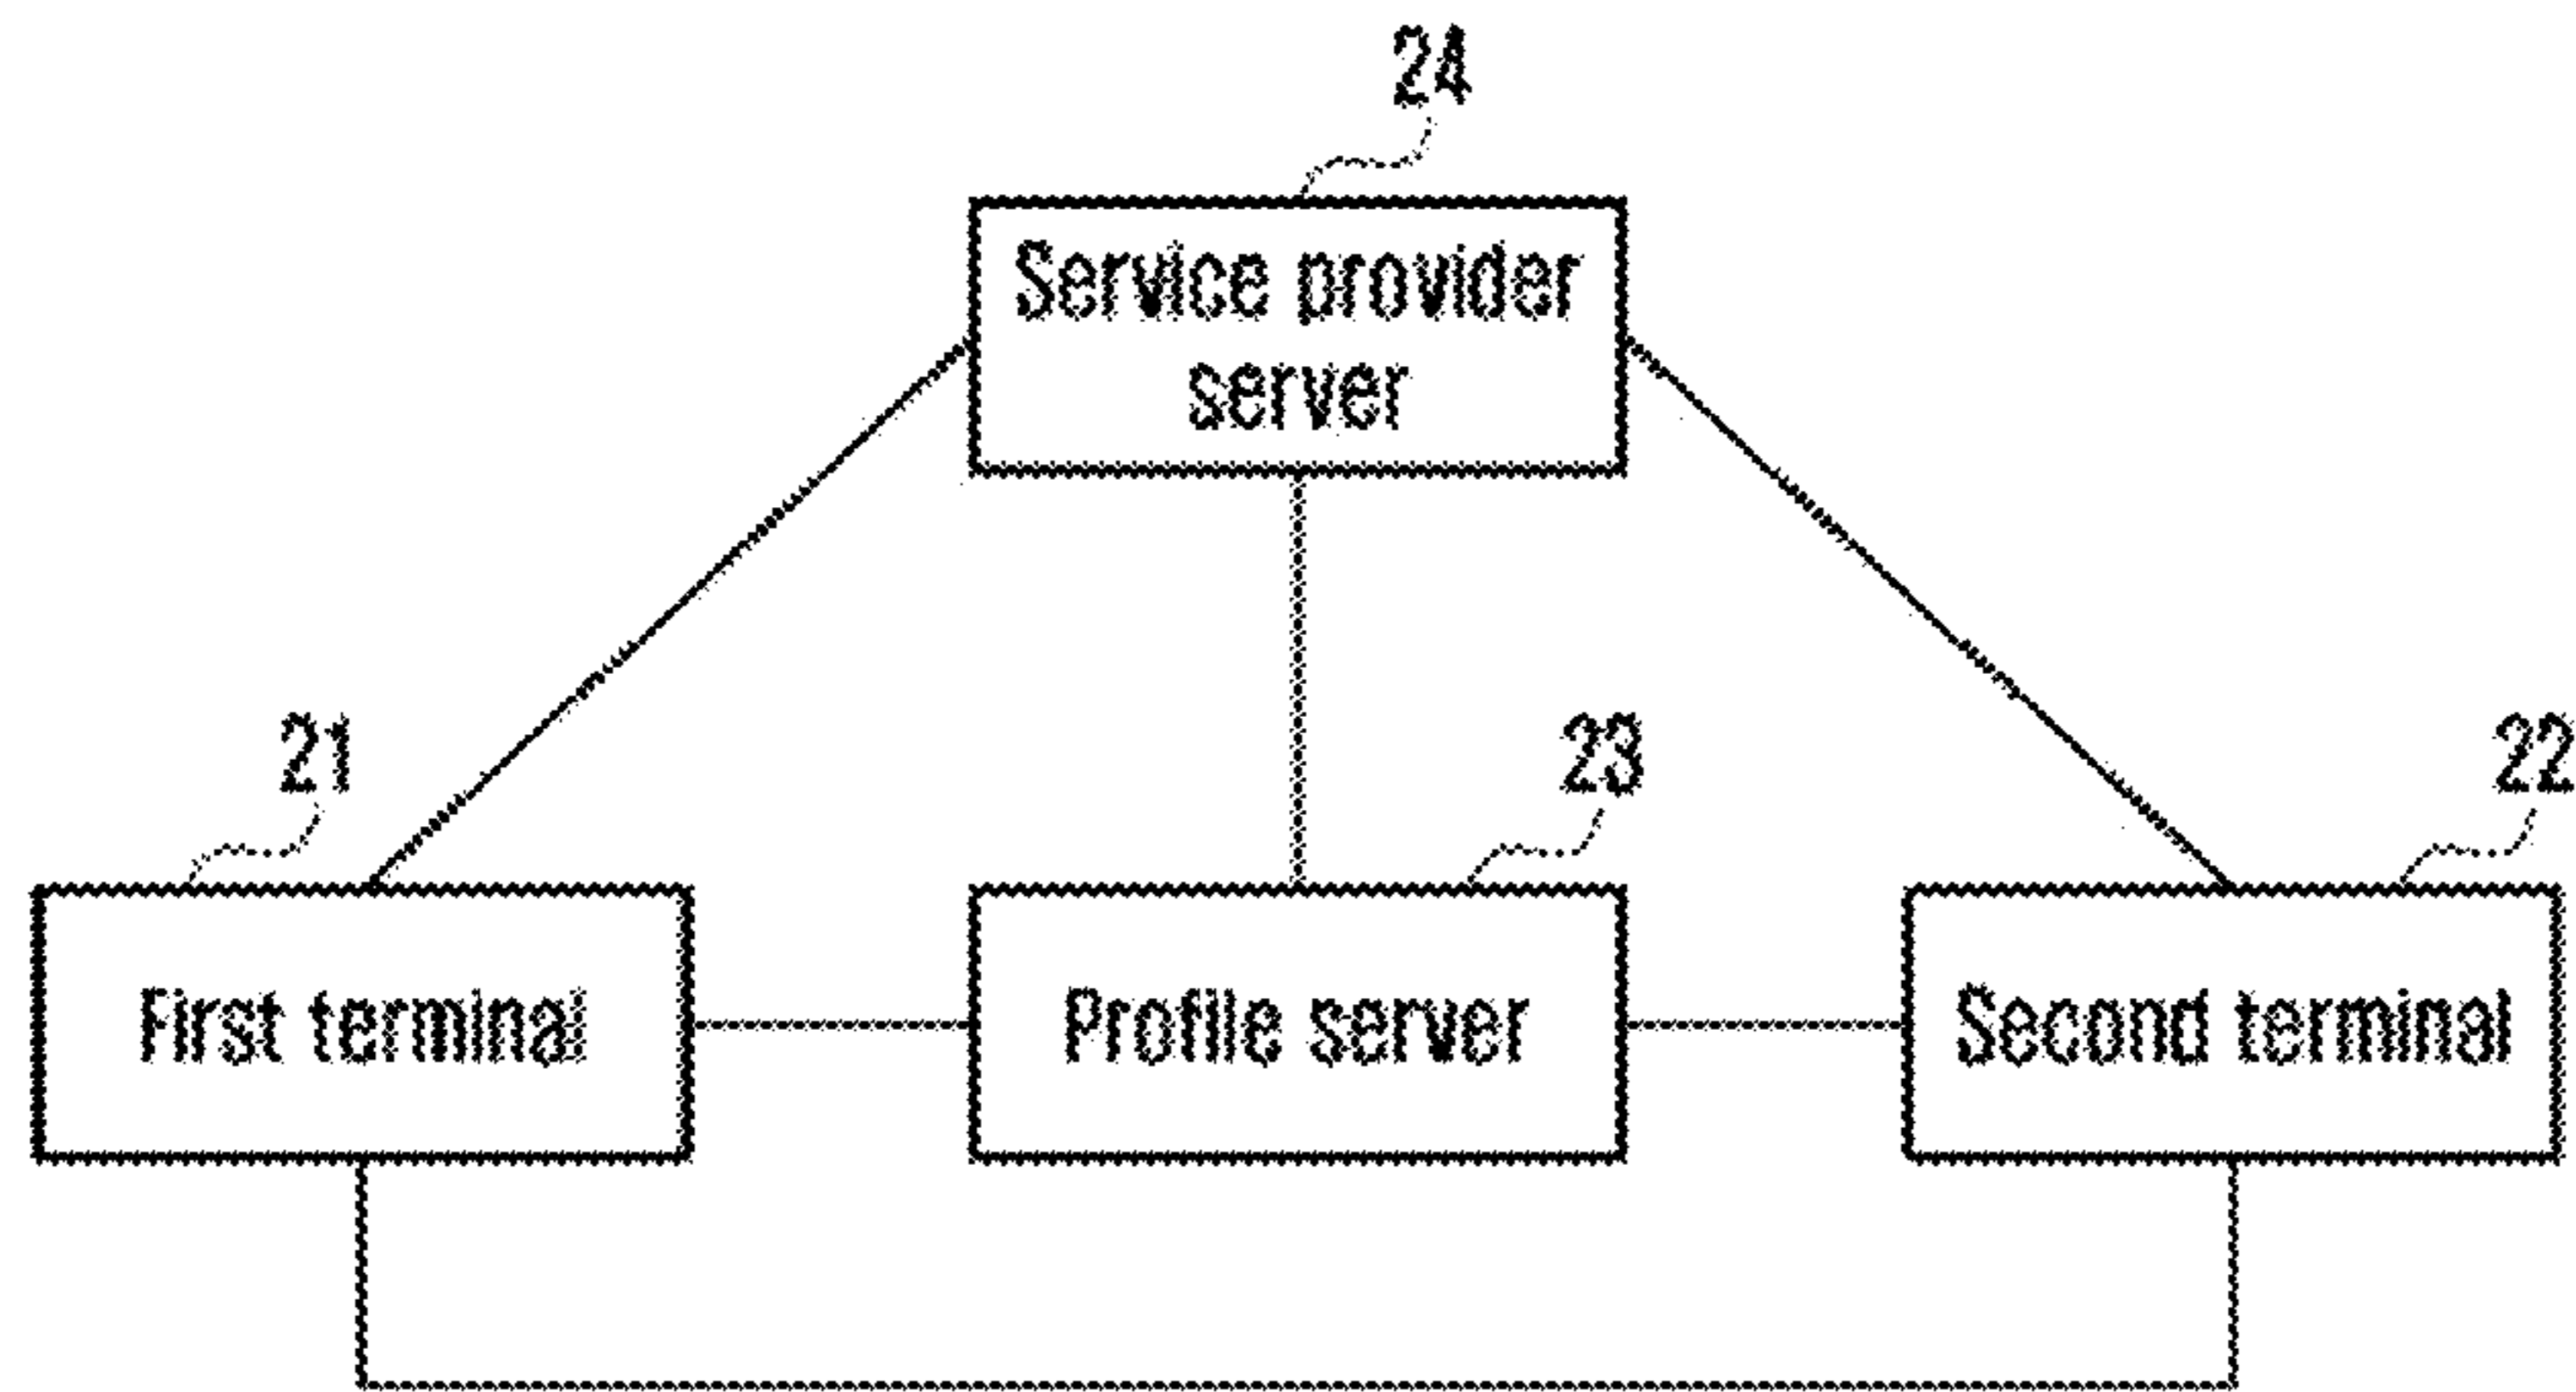 24
Service provider
server
21
23
22
First terminal
Profile server
Second terminal